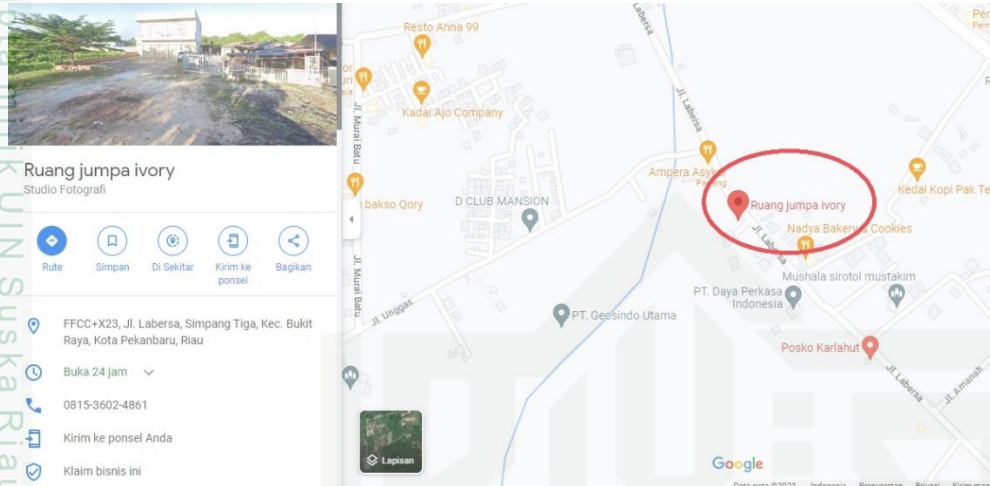 Ruang jumpa ivory
Studio Fotografi
Rute
Simpan
Di Sekitar
Kirim ke
ponsel
Bagikan
FFCC+X23, Jl. Labersa, Simpang Tiga, Kec. Bukit
Raya, Kota Pekanbaru, Riau
Buka 24 jam
0815-3602-4861
Kirim ke ponsel Anda
Klaim bisnis ini
Resto Anna 99
Kadai Ajo Company
Jl. Murai Batu
bakso Qory
D CLUB MANSION
Jl. Murai Batu
Jl. Unggas
PT. Geosindo Utama
Jl. Labersa
Ampera
Kedai Kopi Pak Te
Ruang jumpa ivory
Nadya Bakery & Cookies
Jl. Labersa
Mushala sirotol mustakim
PT. Daya Perkasa
Indonesia
Posko Karlahut
Jl. Labersa
Jl. Amanah
Lapisan
Google
UIN Suska Riau